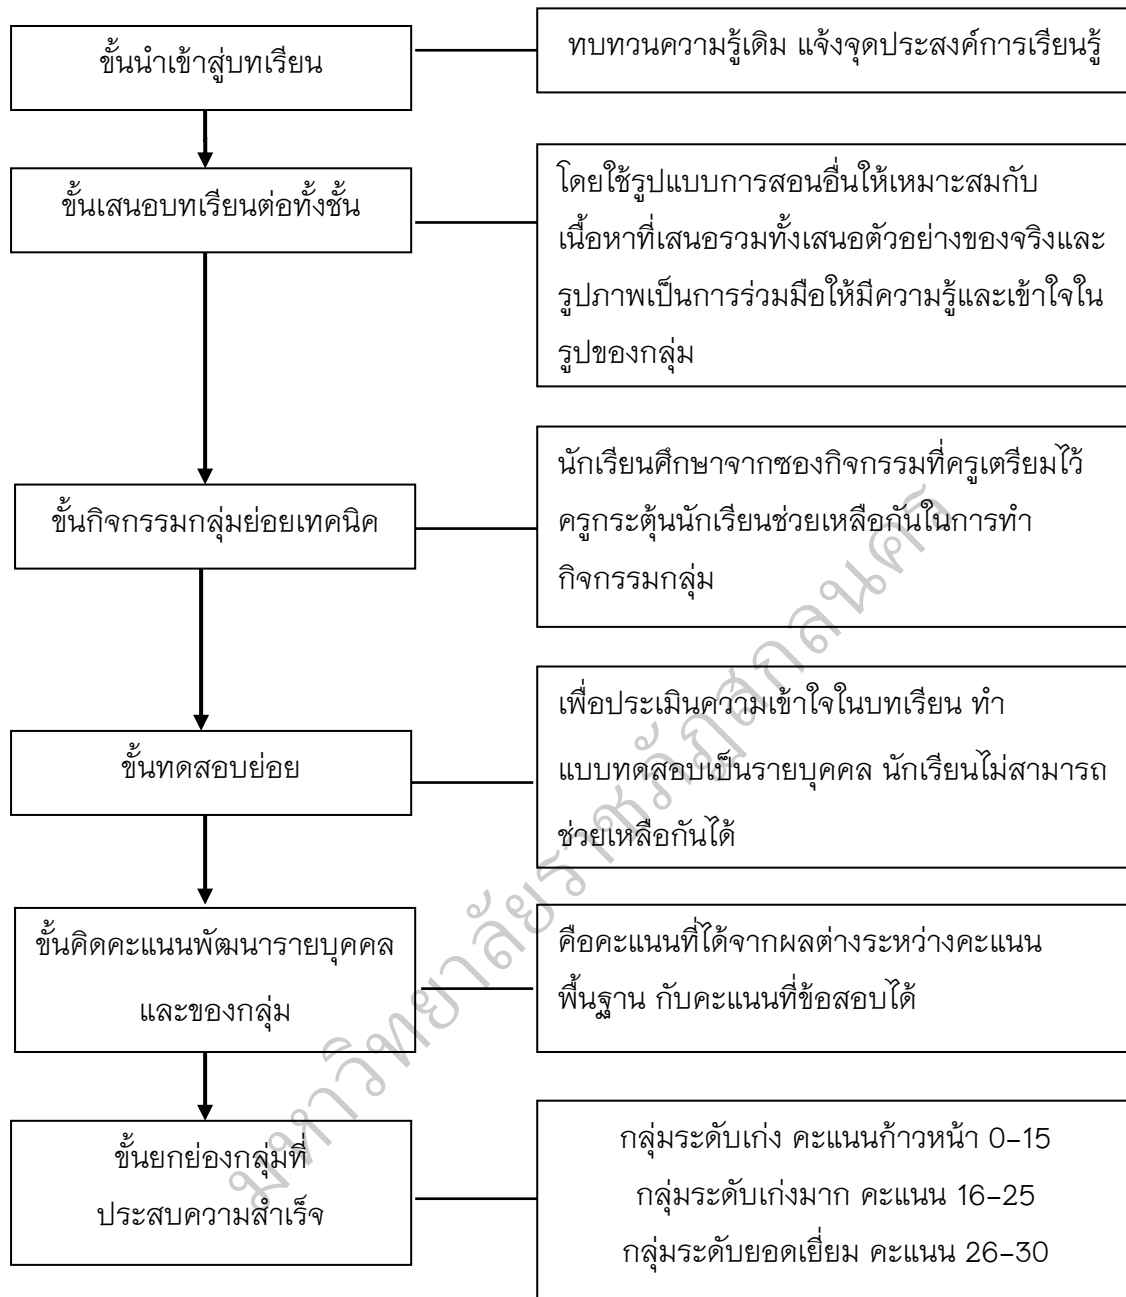 ขั้นนำเข้าสู่บทเรียน
ทบทวนความรู้เดิม แจ้งจุดประสงค์การเรียนรู้
ขั้นเสนอบทเรียนต่อทั้งชั้น
โดยใช้รูปแบบการสอนอื่นให้เหมาะสมกับ
เนื้อหาที่เสนอรวมทั้งเสนอตัวอย่างของจริงและ
รูปภาพเป็นการร่วมมือให้มีความรู้และเข้าใจใน
รูปของกลุ่ม
ขั้นกิจกรรมกลุ่มย่อยเทคนิค
นักเรียนศึกษาจากซองกิจกรรมที่ครูเตรียมไว้
ครูกระตุ้นนักเรียนช่วยเหลือกันในการทำ
กิจกรรมกลุ่ม
ขั้นทดสอบย่อย
เพื่อประเมินความเข้าใจในบทเรียน ทำ
แบบทดสอบเป็นรายบุคคล นักเรียนไม่สามารถ
ช่วยเหลือกันได้
ขั้นคิดคะแนนพัฒนารายบุคคล
และของกลุ่ม
คือคะแนนที่ได้จากผลต่างระหว่างคะแนน
พื้นฐาน กับคะแนนที่ข้อสอบได้
ขั้นยกย่องกลุ่มที่
ประสบความสำเร็จ
กลุ่มระดับเก่ง คะแนนก้าวหน้า 0-15
กลุ่มระดับเก่งมาก คะแนน 16-25
กลุ่มระดับยอดเยี่ยม คะแนน 26-30
มหาวิทยาลัยราชภัฏสกลนคร